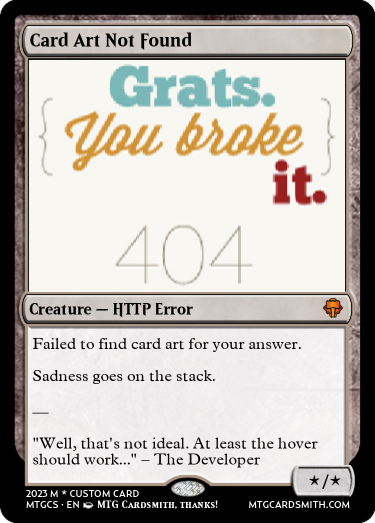 Card Art Not Found
Grats.
{ You broke }
it.
404
Creature — HTTP Error
Failed to find card art for your answer.
Sadness goes on the stack.
—
"Well, that's not ideal. At least the hover
should work..." – The Developer
★/★
2023 M * CUSTOM CARD
MTGCS · EN MTG CARDSMITH, THANKS!
MTGCARDSMITH.COM